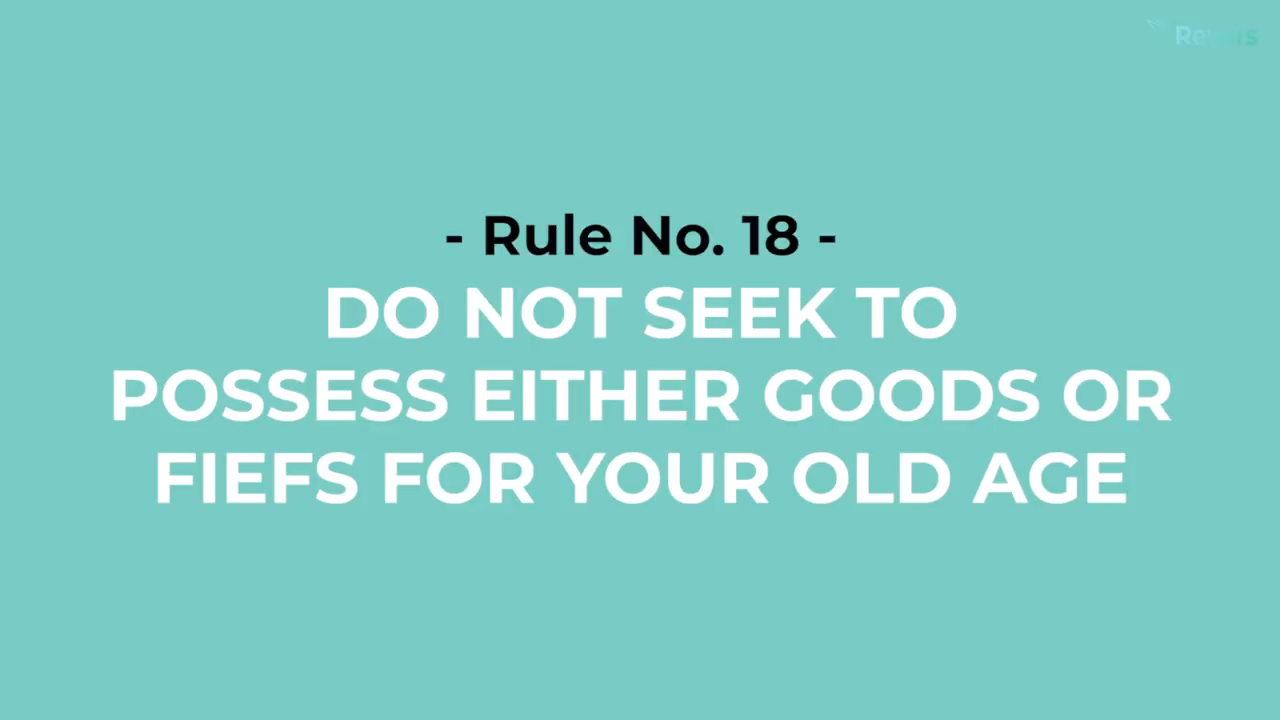 - Rule No. 18 -
DO NOT SEEK TO
POSSESS EITHER GOODS OR
FIEFS FOR YOUR OLD AGE